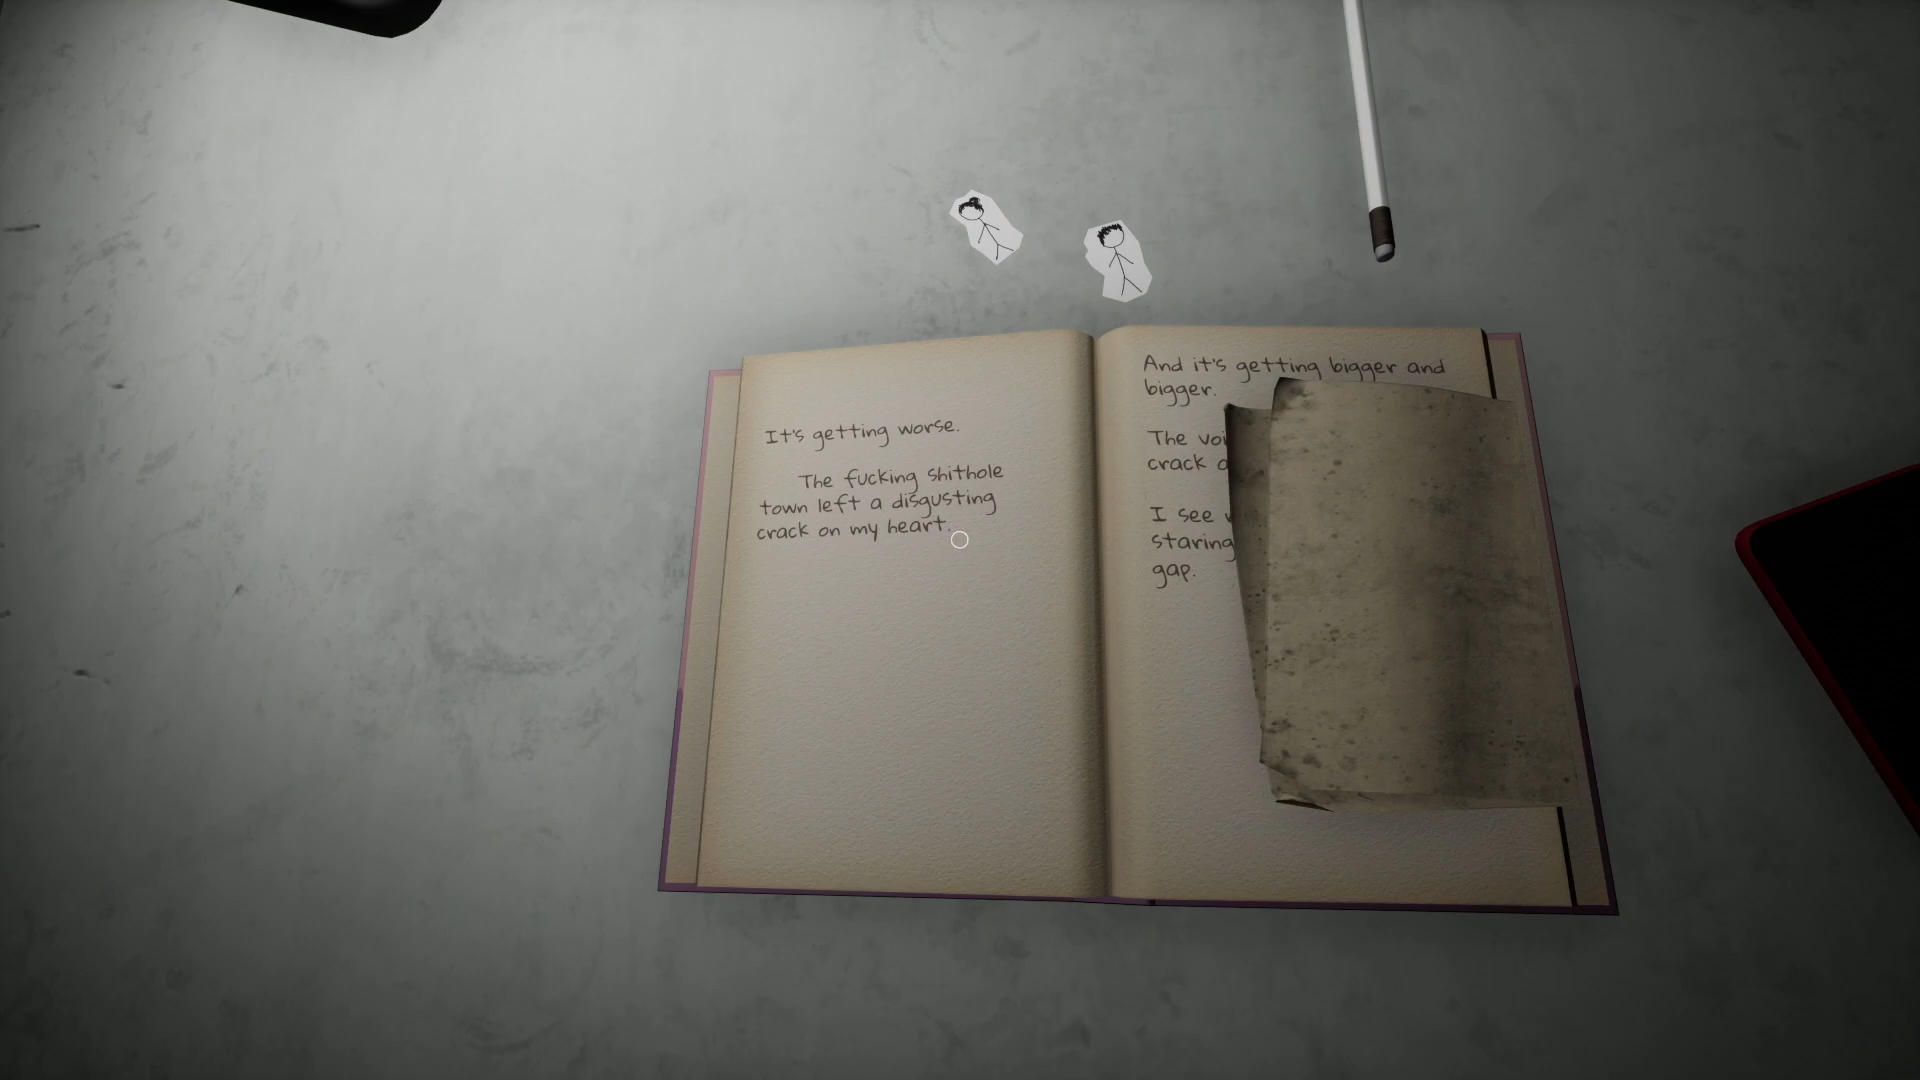 It's getting worse.
The fucking shithole
town left a disgusting
crack on my heart.
And it's getting bigger and
bigger.
The
crack
I see
staring
gap.